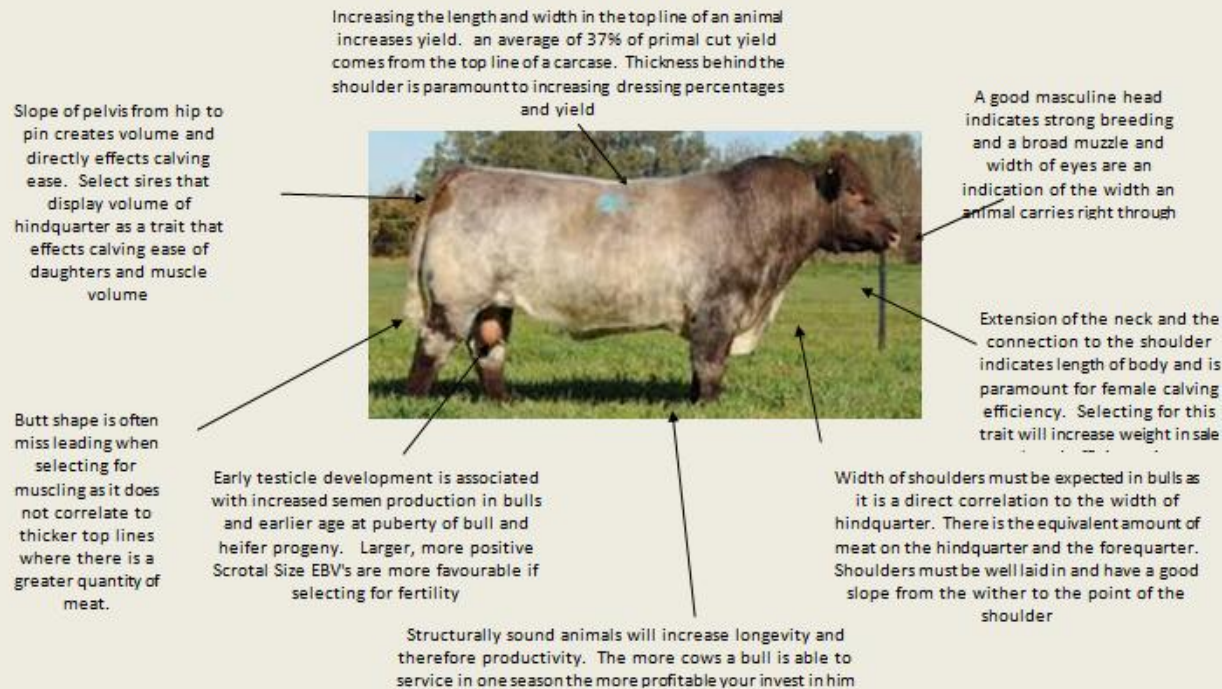 Increasing the length and width in the top line of an animal
increases yield. an average of 37% of primal cut yield
comes from the top line of a carcase. Thickness behind the
shoulder is paramount to increasing dressing percentages
and yield
Slope of pelvis from hip to
pin creates volume and
directly effects calving
ease. Select sires that
display volume of
hindquarter as a trait that
effects calving ease of
daughters and muscle
volume
A good masculine head
indicates strong breeding
and a broad muzzle and
width of eyes are an
indication of the width an
animal carries right through
Extension of the neck and the
connection to the shoulder
indicates length of body and is
paramount for female calving
efficiency. Selecting for this
trait will increase weight in sale
Butt shape is often
miss leading when
selecting for
muscling as it does
not correlate to
thicker top lines
where there is a
greater quantity of
meat.
Early testicle development is associated
with increased semen production in bulls
and earlier age at puberty of bull and
heifer progeny. Larger, more positive
Scrotal Size EBV's are more favourable if
selecting for fertility
Width of shoulders must be expected in bulls as
it is a direct correlation to the width of
hindquarter. There is the equivalent amount of
meat on the hindquarter and the forequarter.
Shoulders must be well laid in and have a good
slope from the wither to the point of the
shoulder
Structurally sound animals will increase longevity and
therefore productivity. The more cows a bull is able to
service in one season the more profitable your invest in him